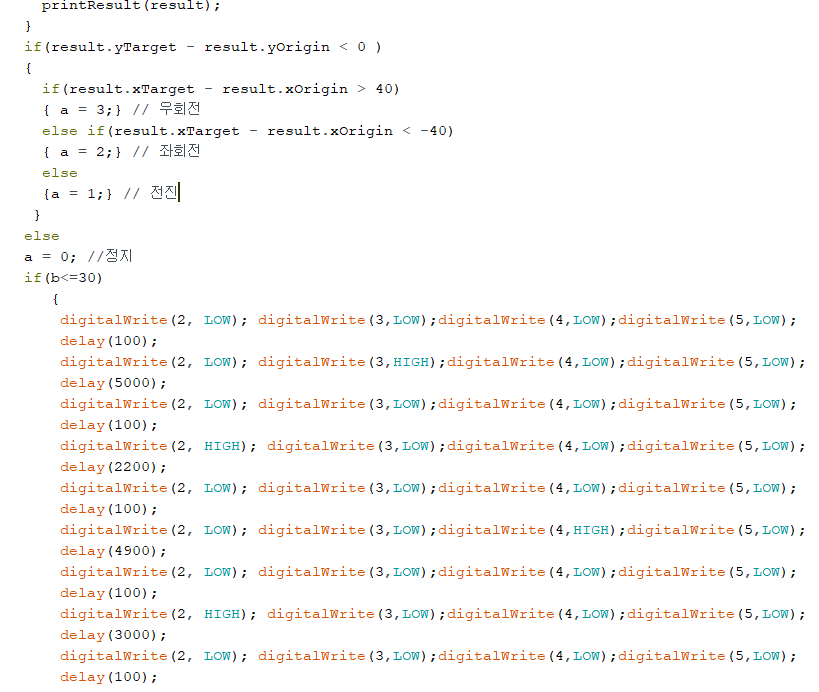 printResult(result);
}
if(result.yTarget - result.yOrigin < 0 )
{
if(result.xTarget - result.xOrigin > 40)
{ a = 3;} // 우회전
else if(result.xTarget - result.xOrigin < -40)
{ a = 2;} // 좌회전
else
{a = 1;} // 전진
}
else
a = 0; //정지
if(b<=30)
{
digitalWrite(2, LOW); digitalWrite(3,LOW);digitalWrite(4,LOW);digitalWrite(5,LOW);
delay(100);
digitalWrite(2, LOW); digitalWrite(3,HIGH);digitalWrite(4,LOW);digitalWrite(5,LOW);
delay(5000);
digitalWrite(2, LOW); digitalWrite(3,LOW);digitalWrite(4,LOW);digitalWrite(5,LOW);
delay(100);
digitalWrite(2, HIGH); digitalWrite(3,LOW);digitalWrite(4,LOW);digitalWrite(5,LOW);
delay(2200);
digitalWrite(2, LOW); digitalWrite(3,LOW);digitalWrite(4,LOW);digitalWrite(5,LOW);
delay(100);
digitalWrite(2, LOW); digitalWrite(3,LOW);digitalWrite(4,HIGH);digitalWrite(5,LOW);
delay(4900);
digitalWrite(2, LOW); digitalWrite(3,LOW);digitalWrite(4,LOW);digitalWrite(5,LOW);
delay(100);
digitalWrite(2, HIGH); digitalWrite(3,LOW);digitalWrite(4,LOW);digitalWrite(5,LOW);
delay(3000);
digitalWrite(2, LOW); digitalWrite(3,LOW);digitalWrite(4,LOW);digitalWrite(5,LOW);
delay(100);